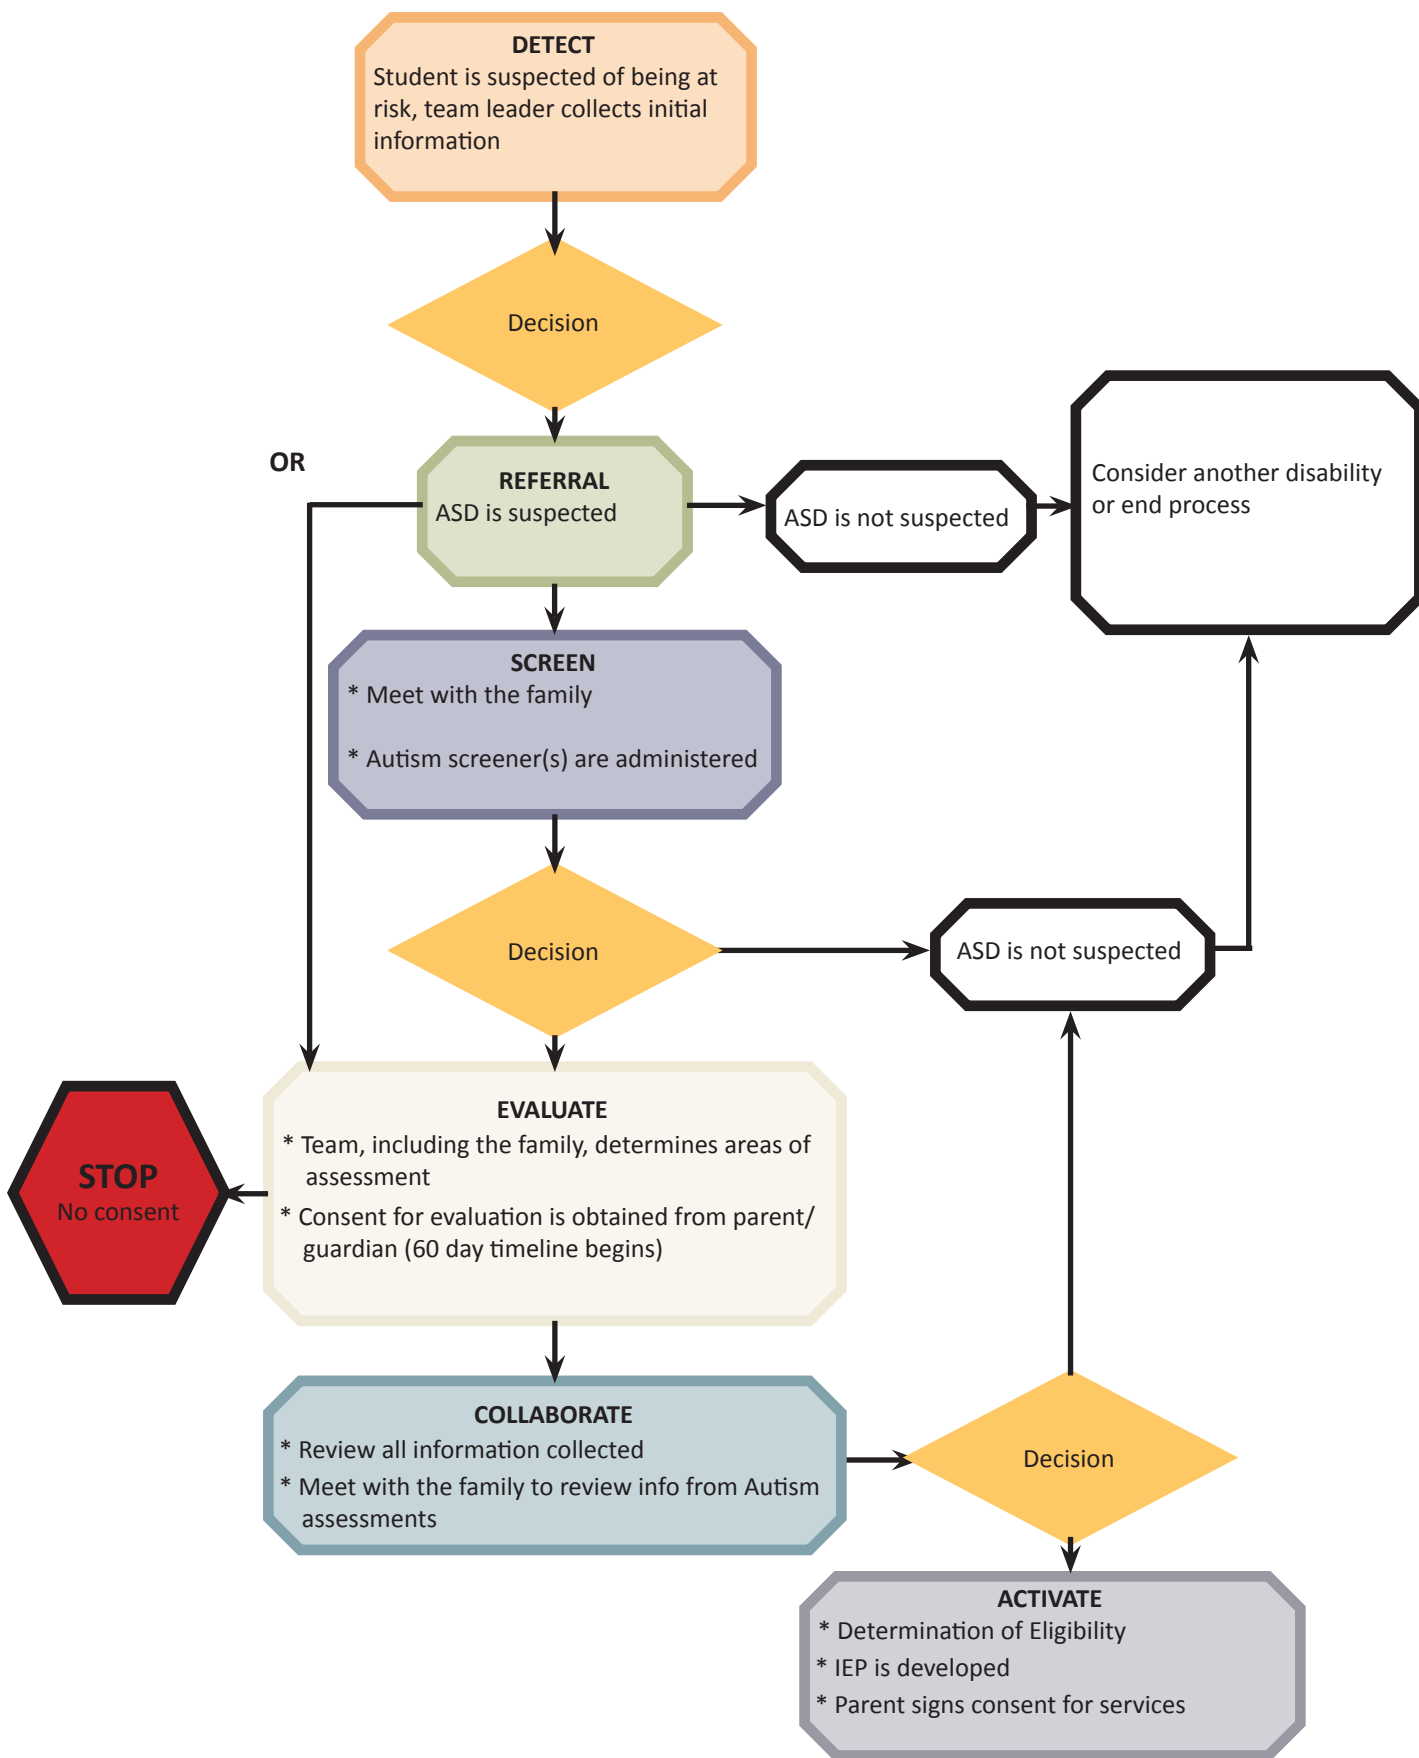 DETECT
Student is suspected of being at
risk, team leader collects initial
information
Decision
OR
REFERRAL
ASD is suspected
ASD is not suspected
Consider another disability
or end process
SCREEN
* Meet with the family
* Autism screener(s) are administered
Decision
ASD is not suspected
EVALUATE
* Team, including the family, determines areas of
assessment
* Consent for evaluation is obtained from parent/
guardian (60 day timeline begins)
STOP
No consent
COLLABORATE
* Review all information collected
* Meet with the family to review info from Autism
assessments
Decision
ACTIVATE
* Determination of Eligibility
* IEP is developed
* Parent signs consent for services